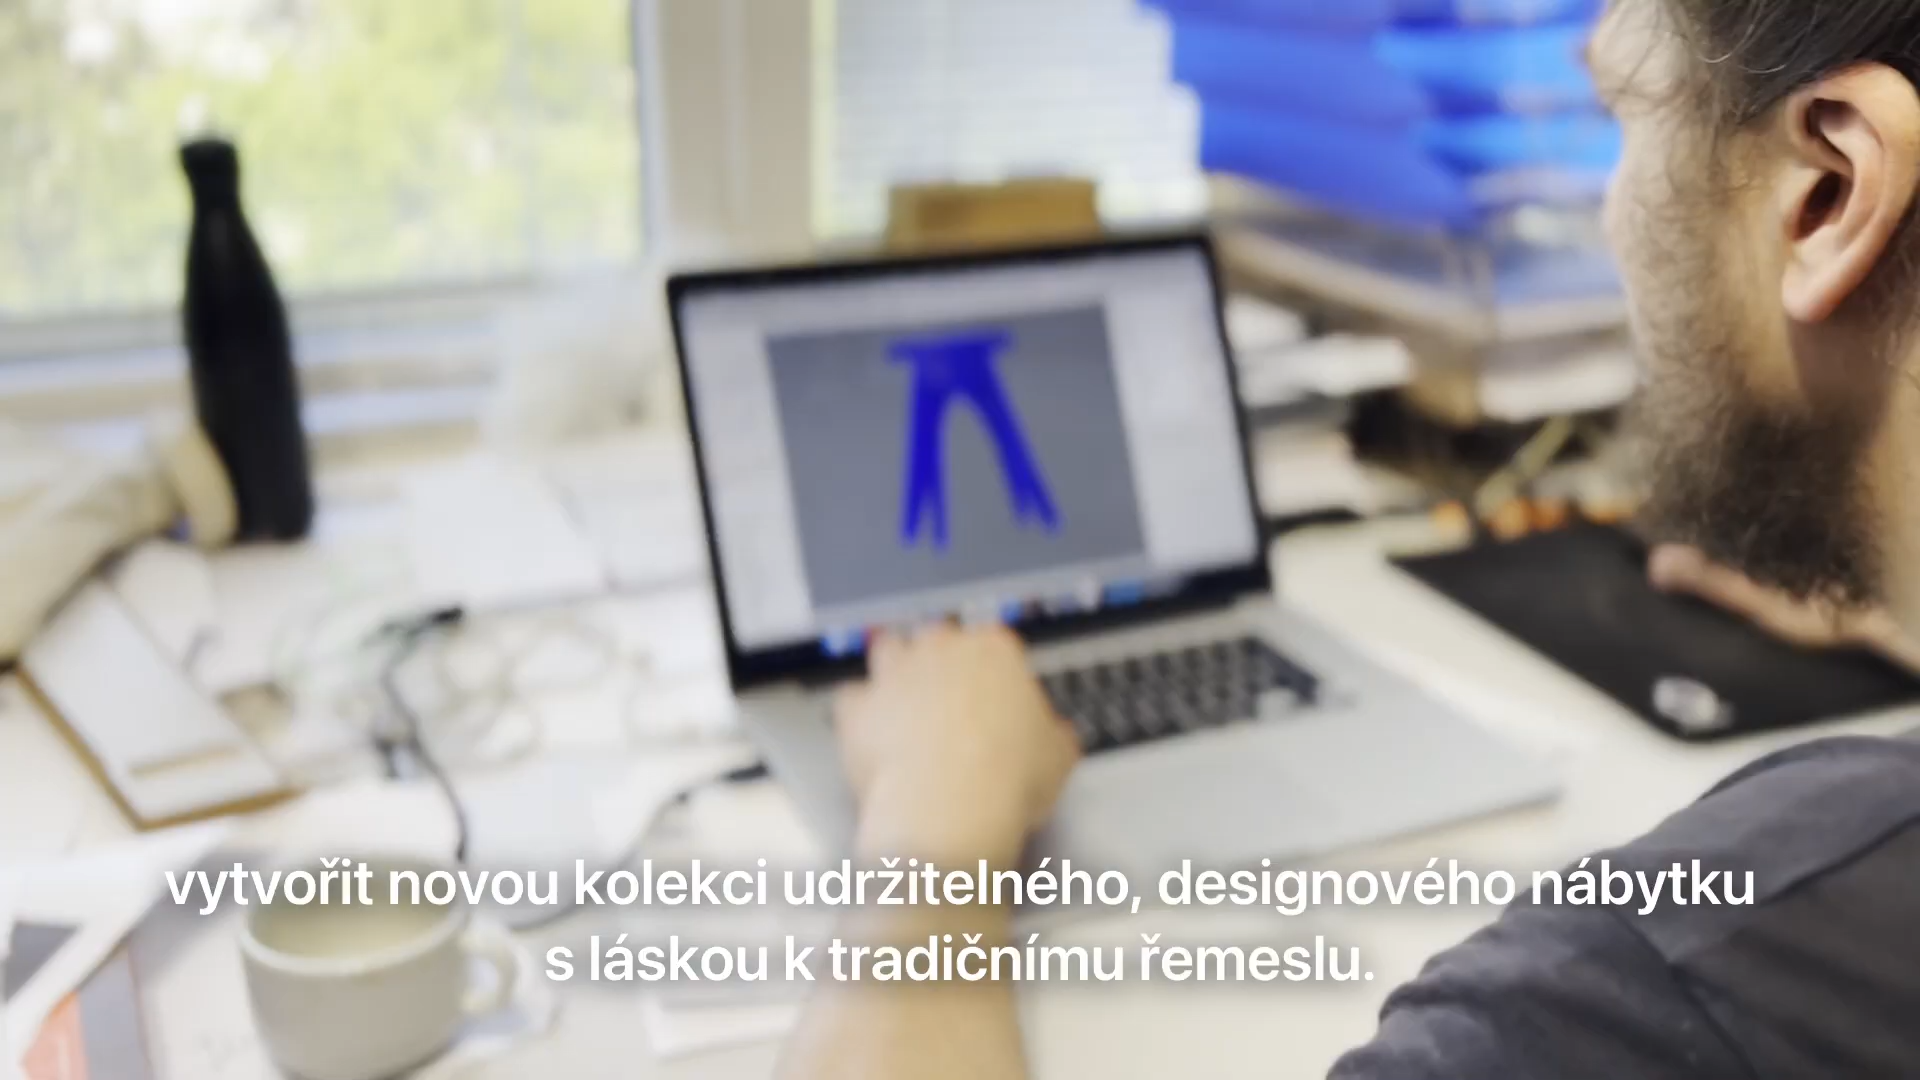 vytvořit novou kolekci udržitelného, designového nábytku
s láskou k tradičnímu řemeslu.